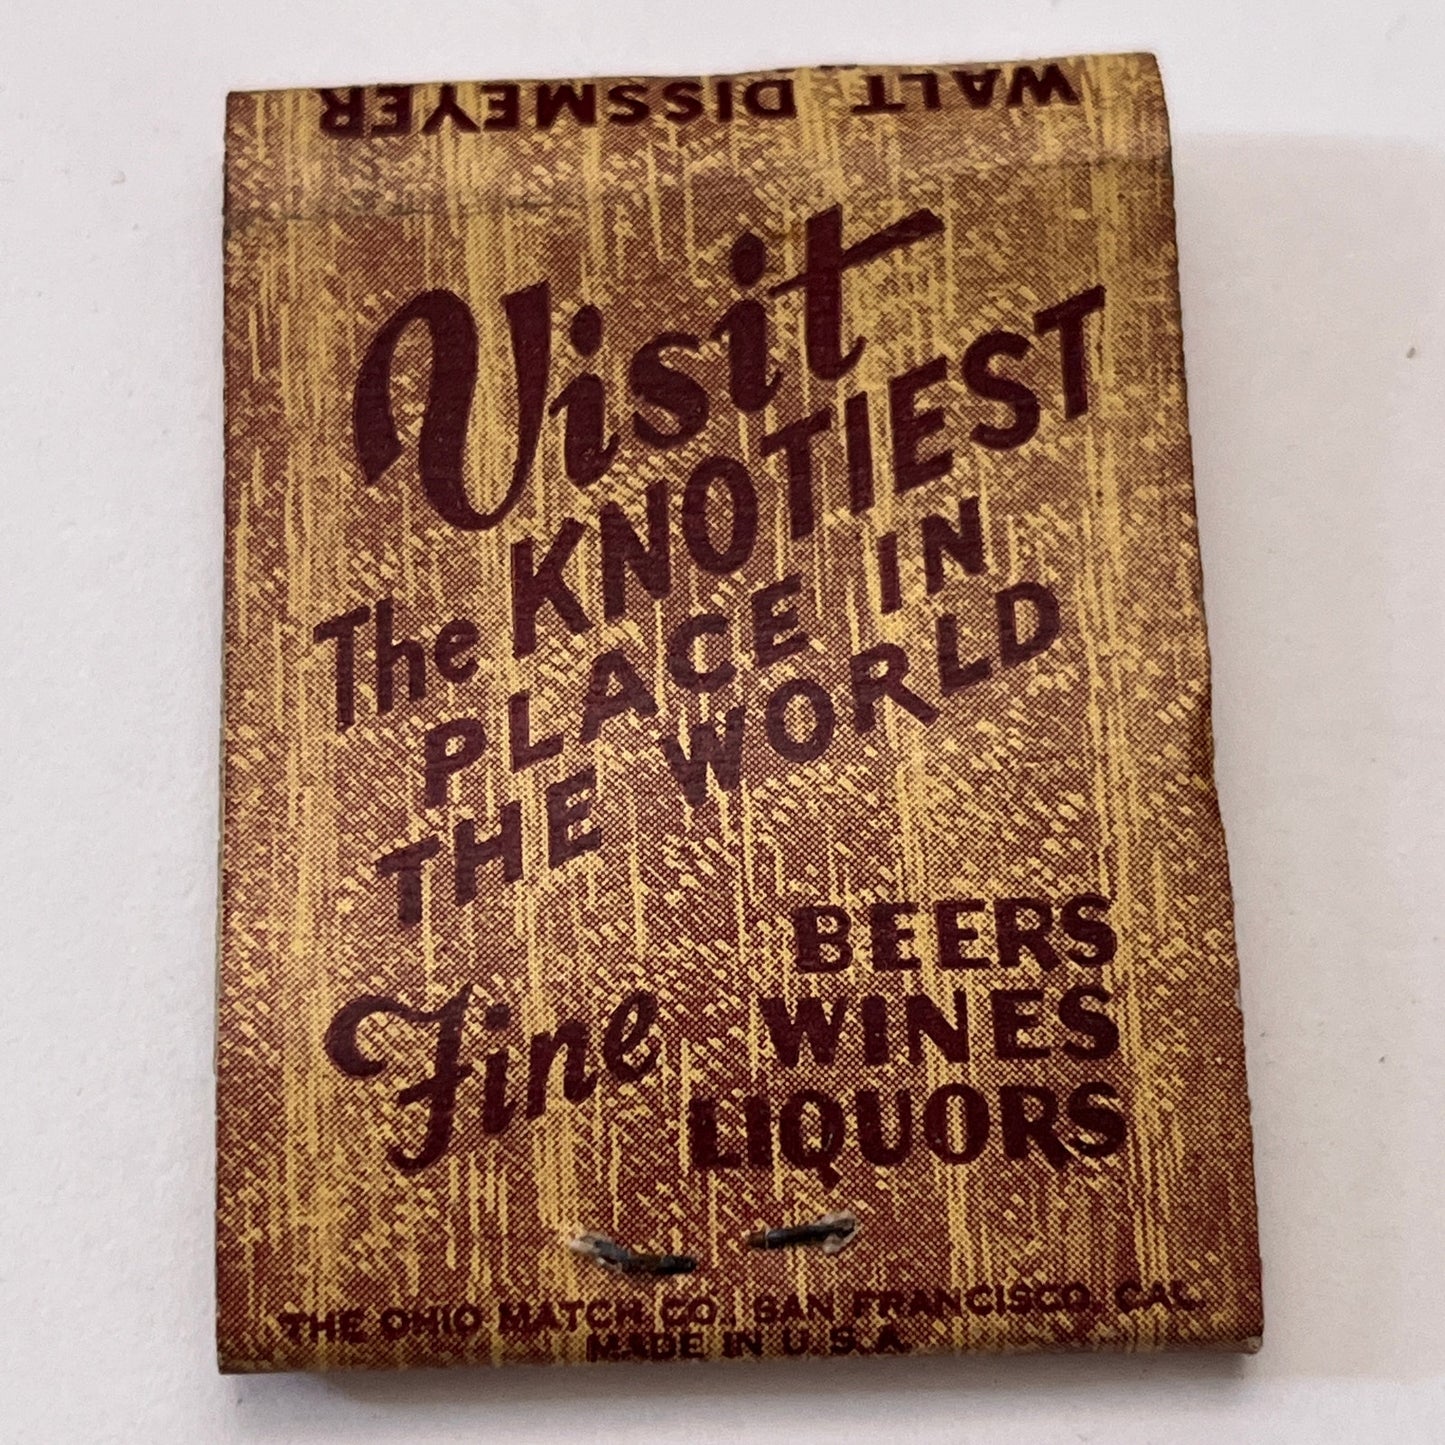 WALT DISSMEYER
Visit
The KNOTIEST
PLACE IN
THE WORLD
Fine BEERS
WINES
LIQUORS
THE OHIO MATCH CO., SAN FRANCISCO, CAL.
MADE IN U.S.A.